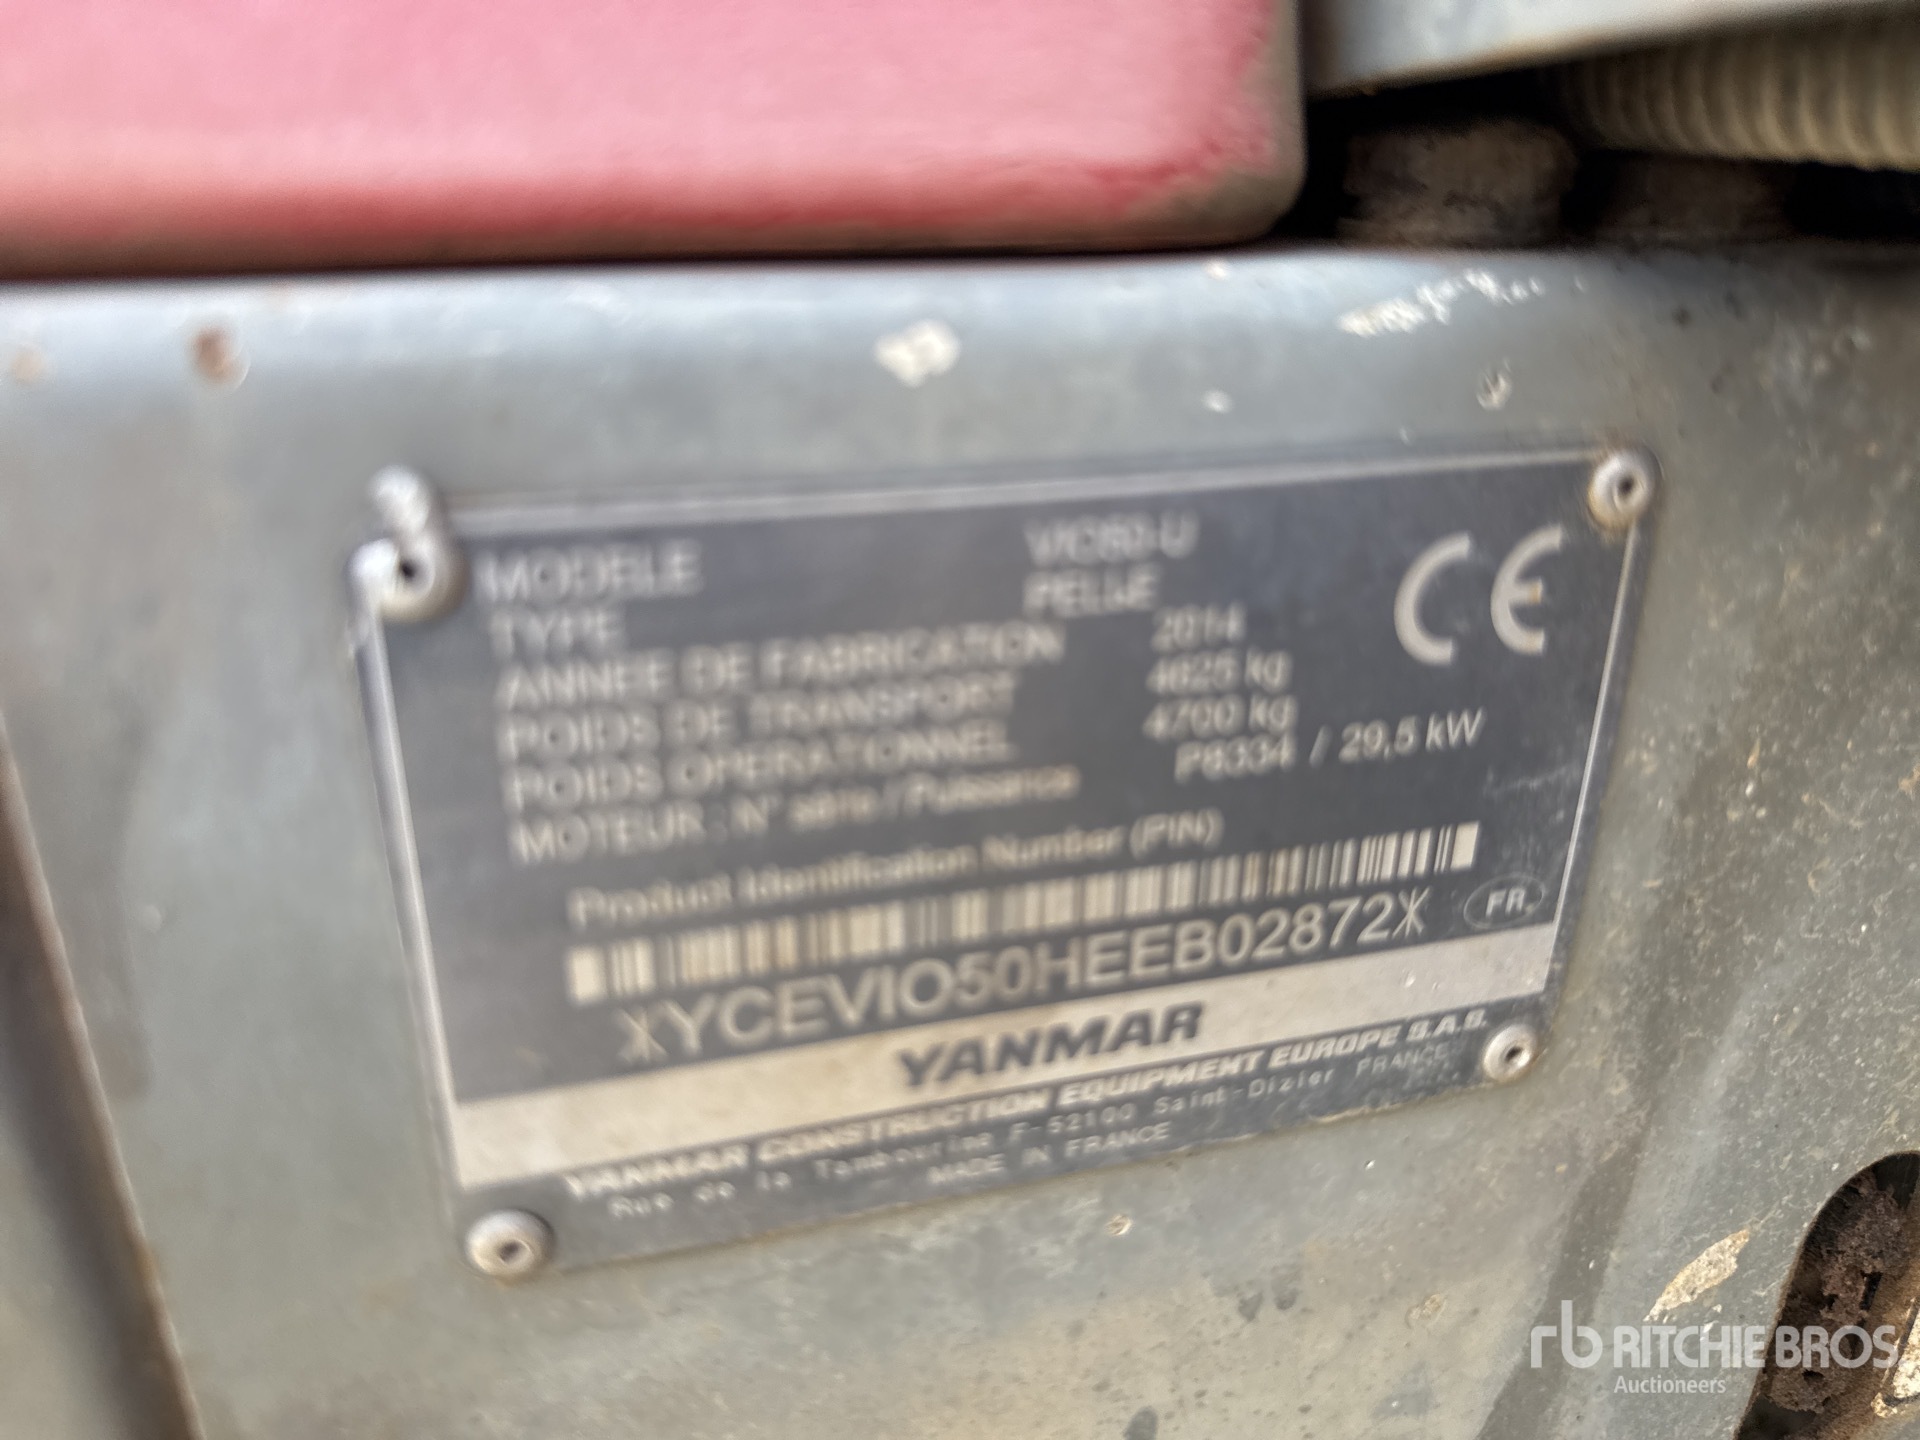 MODELE VIO50-U
TYPE PELLE
ANNEE DE FABRICATION 2014
POIDS DE TRANSPORT 4625 kg
POIDS OPERATIONNEL 4700 kg
MOTEUR : N° série / Puissance P8334 / 29,5 kW
CE
Product Identification Number (PIN)
*YCEVIO50HEEB02872*
FR
YANMAR
YANMAR CONSTRUCTION EQUIPMENT EUROPE S.A.S.
Rue de la Tambourine F-52100 Saint-Dizier FRANCE
MADE IN FRANCE
rb RITCHIE BROS.
Auctioneers